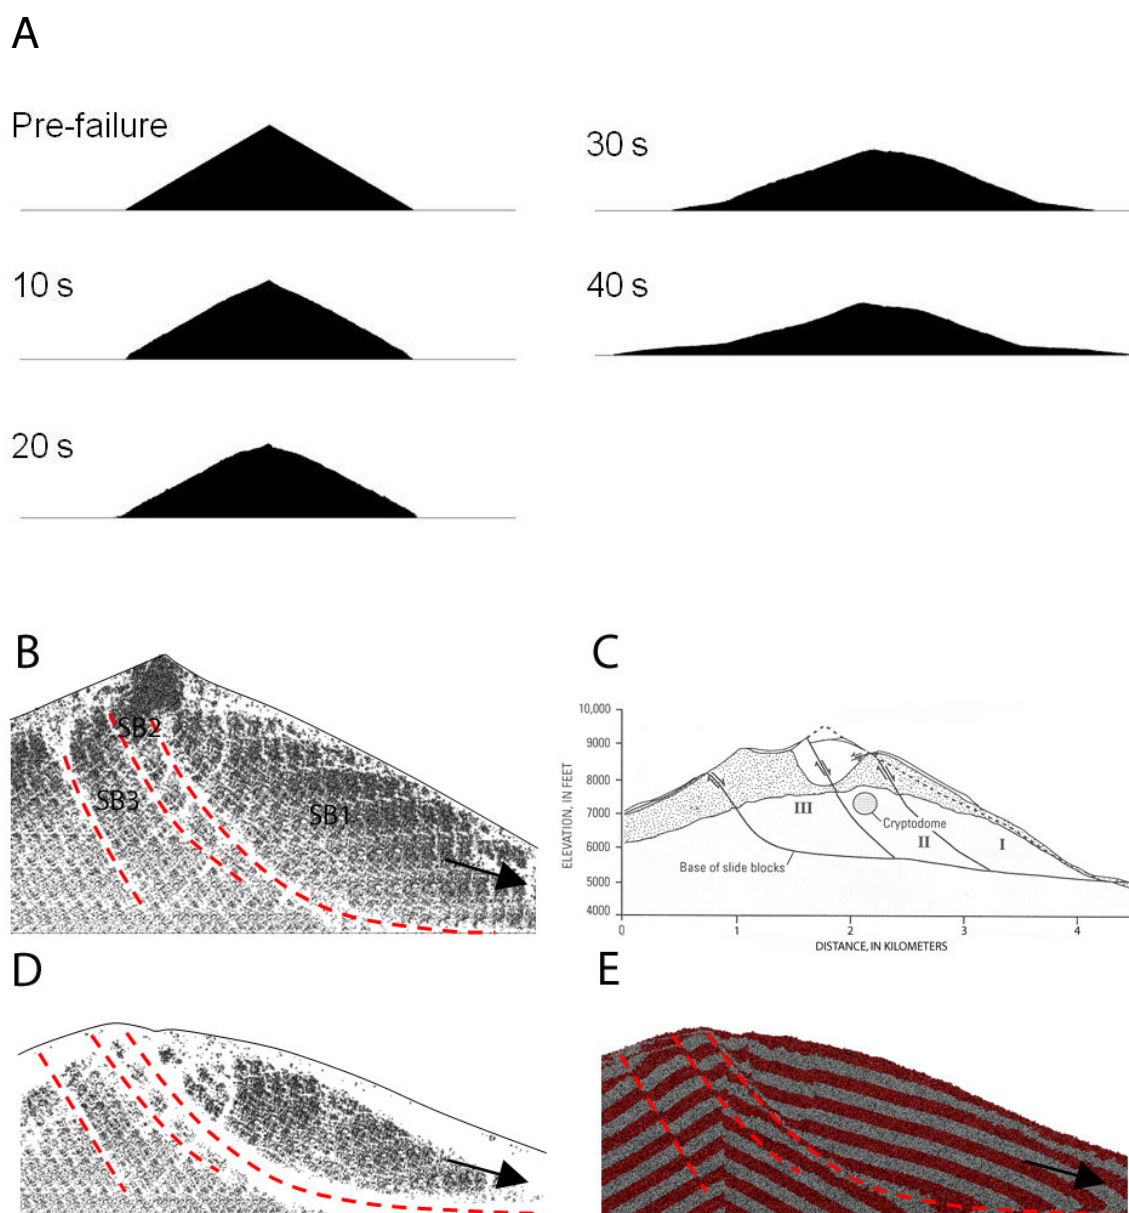 A
Pre-failure
10 s
20 s
30 s
40 s
B
SB2
SB3
SB1
C
10,000
9000
8000
7000
6000
5000
4000
ELEVATION, IN FEET
III
Cryptodome
II
I
Base of slide blocks
0
1
2
3
4
DISTANCE, IN KILOMETERS
D
E